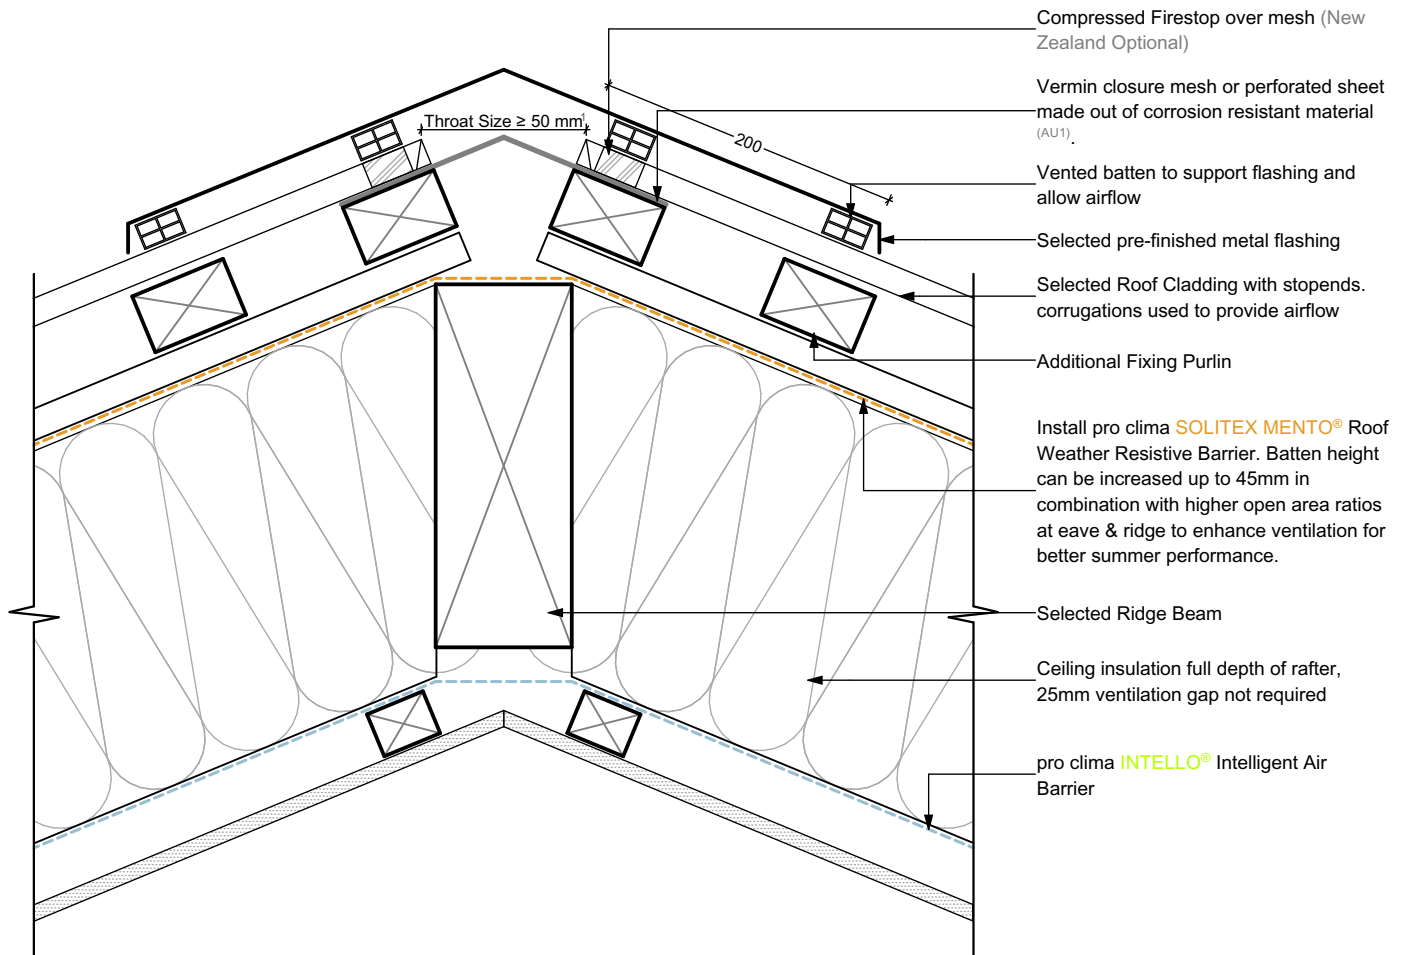 Compressed Firestop over mesh (New
Zealand Optional)
Vermin closure mesh or perforated sheet
made out of corrosion resistant material
(AU1).
Throat Size ≥ 50 mm¹
200
Vented batten to support flashing and
allow airflow
Selected pre-finished metal flashing
Selected Roof Cladding with stopends.
corrugations used to provide airflow
Additional Fixing Purlin
Install pro clima SOLITEX MENTO® Roof
Weather Resistive Barrier. Batten height
can be increased up to 45mm in
combination with higher open area ratios
at eave & ridge to enhance ventilation for
better summer performance.
Selected Ridge Beam
Ceiling insulation full depth of rafter,
25mm ventilation gap not required
pro clima INTELLO® Intelligent Air
Barrier